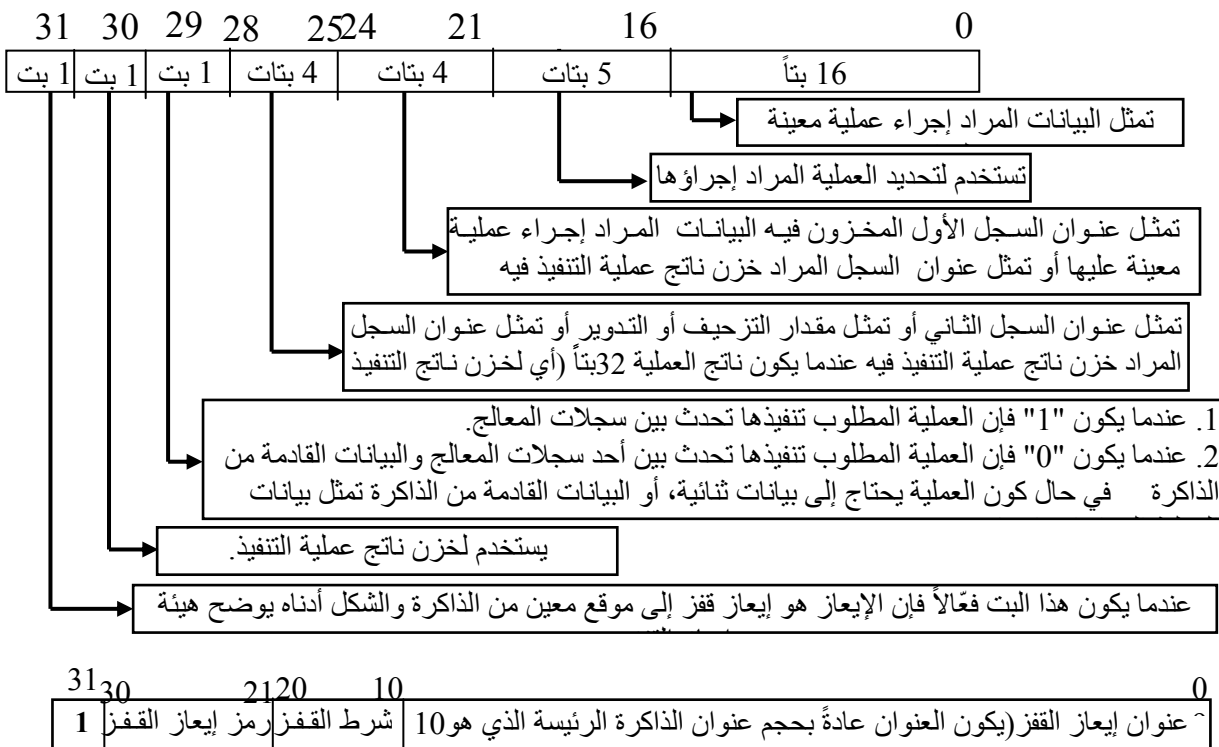 31 30 29 28 25 24 21 16 0
1 بت 1 بت 1 بت 4 بتات 4 بتات 5 بتات 16 بتاً
تمثل البيانات المراد إجراء عملية معينة
تستخدم لتحديد العملية المراد إجراؤها
تمثل عنوان السجل الأول المخزون فيه البيانات المراد إجراء عملية
معينة عليها أو تمثل عنوان السجل المراد خزن ناتج عملية التنفيذ فيه
تمثل عنوان السجل الثاني أو تمثل مقدار التزحيف أو التدوير أو تمثل عنوان السجل
المراد خزن ناتج عملية التنفيذ فيه عندما يكون ناتج العملية 32بتاً (أي لخزن ناتج التنفيذ
1. عندما يكون "1" فإن العملية المطلوب تنفيذها تحدث بين سجلات المعالج.
2. عندما يكون "0" فإن العملية المطلوب تنفيذها تحدث بين أحد سجلات المعالج والبيانات القادمة من
الذاكرة في حال كون العملية يحتاج إلى بيانات ثنائية، أو البيانات القادمة من الذاكرة تمثل بيانات
يستخدم لخزن ناتج عملية التنفيذ.
عندما يكون هذا البت فعّالاً فإن الإيعاز هو إيعاز قفز إلى موقع معين من الذاكرة والشكل أدناه يوضح هيئة
31 30 21 20 10 0
1 رمز إيعاز القفز شرط القفز عنوان إيعاز القفز(يكون العنوان عادةً بحجم عنوان الذاكرة الرئيسة الذي هو10